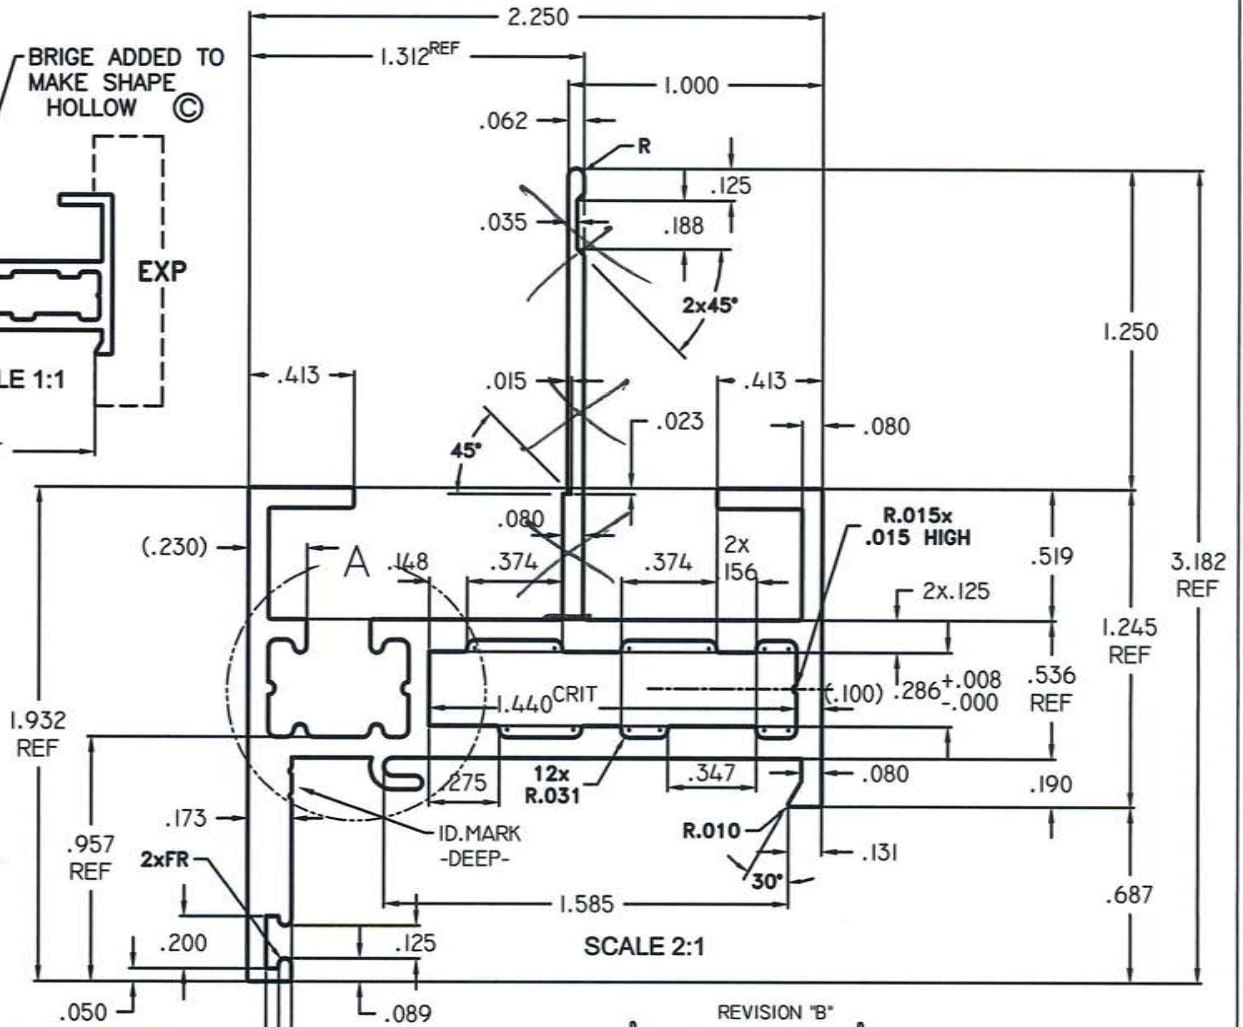 2.250
1.312REF
BRIGE ADDED TO
MAKE SHAPE
HOLLOW ©
1.000
.062
R
.125
.035
.188
EXP
2x45°
1.250
LE 1:1
.413
.015
.413
.023
.080
45°
R.015x
.015 HIGH
.080
(.230)
A
.148
.374
.374
2x
.156
.519
3.182
REF
2x.125
1.245
REF
1.440CRIT
(.100)
.286+.008
-.000
.536
REF
1.932
REF
.275
12x
R.031
.347
.080
.190
.173
ID.MARK
-DEEP-
R.010
.131
.957
REF
2xFR
30°
.687
1.585
.200
.125
SCALE 2:1
.050
.089
REVISION "B"